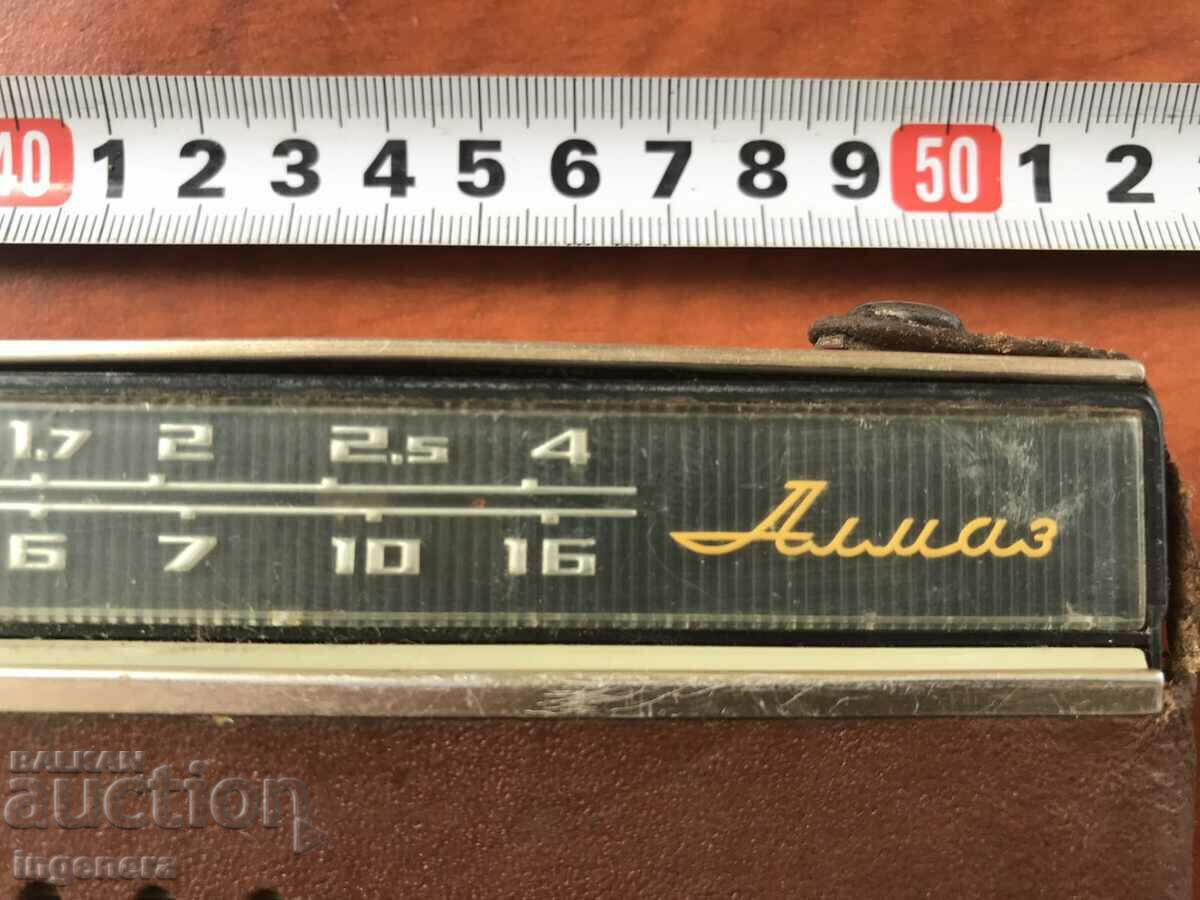 40 1 2 3 4 5 6 7 8 9 50 1 2
1.7 2 2.5 4
Алмаз
6 7 10 16
BALKAN
auction
ingenera